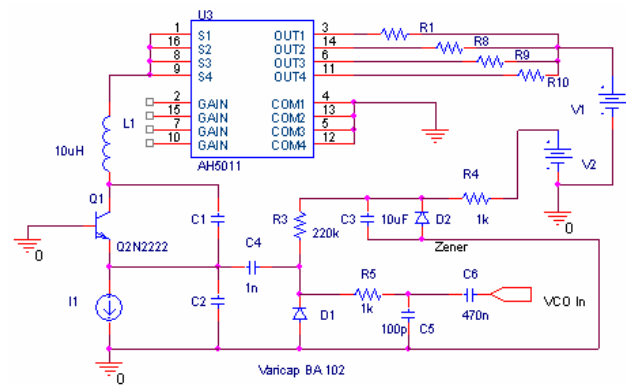 U3
1 S1 OUT1 3 R1
16 S2 OUT2 14 R8
8 S3 OUT3 6 R9
9 S4 OUT4 11 R10
2 GAIN COM1 4
15 GAIN COM2 13
7 GAIN COM3 5
10 GAIN COM4 12
AH5011
L1
10uH
V1
V2
0
R4
1k
Q1
Q2N2222
0
C1
R3
220k
C3
10uF
D2
Zener
C4
1n
R5
1k
C6
470n
VCO In
I1
C2
D1
100p
C5
0
Varicap BA 102